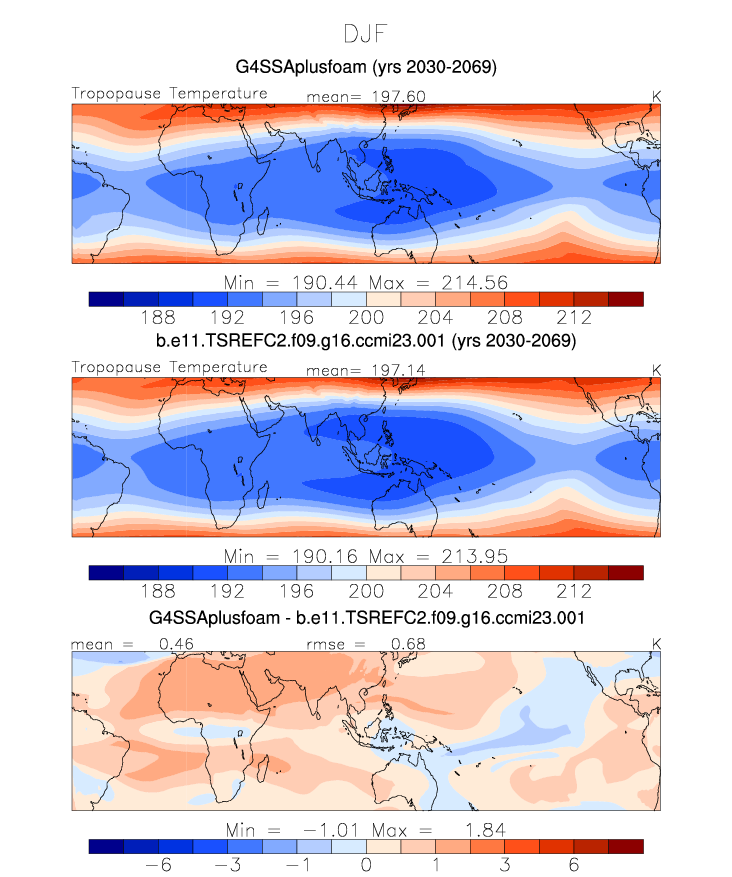 DJF
G4SSAplusfoam (yrs 2030-2069)
Tropopause Temperature mean= 197.60 K
Min = 190.44 Max = 214.56
188 192 196 200 204 208 212
b.e11.TSREFC2.f09.g16.ccmi23.001 (yrs 2030-2069)
Tropopause Temperature mean= 197.14 K
Min = 190.16 Max = 213.95
188 192 196 200 204 208 212
G4SSAplusfoam - b.e11.TSREFC2.f09.g16.ccmi23.001
mean = 0.46 rmse = 0.68 K
Min = -1.01 Max = 1.84
-6 -3 -1 0 1 3 6